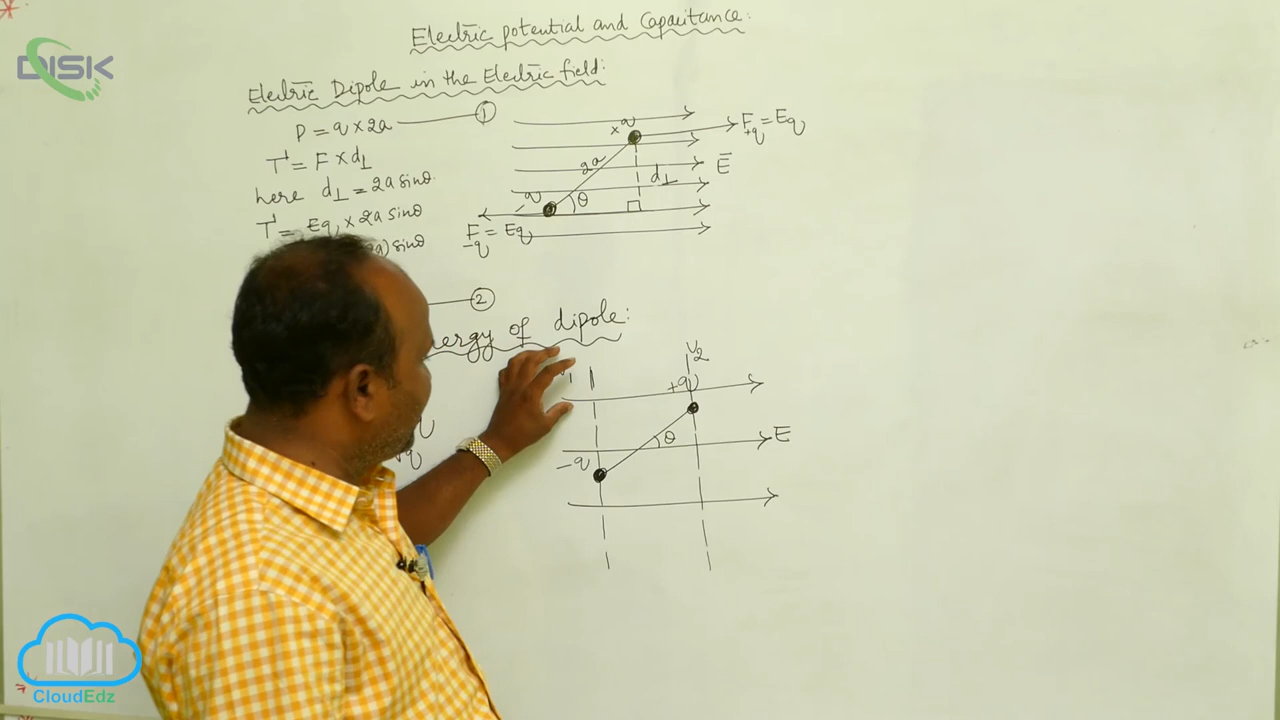 Electric potential and Capacitance:
DISK
Electric Dipole in the Electric field:
P = q × 2a ①
T = F × d⊥
here d⊥ = 2a sinθ
T = Eq × 2a sinθ
sinθ
②
+q
F+q = Eq
2a
d⊥
E
-q
θ
F-q = Eq
of dipole:
V2
+q
θ
E
-q
q
q
CloudEdz